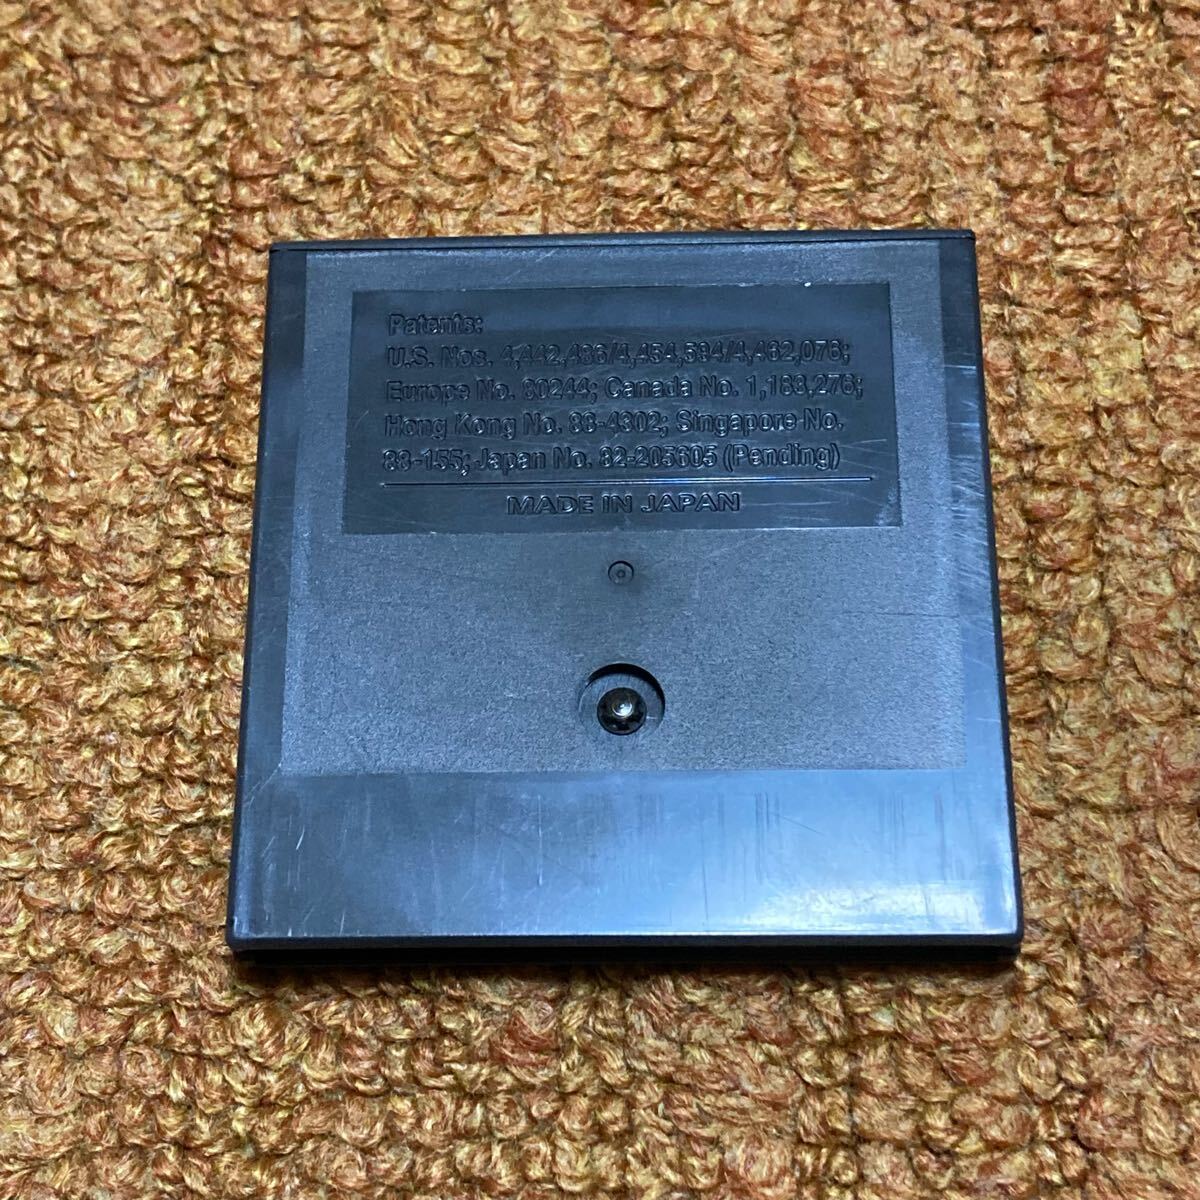 Patents:
U.S. Nos. 4,442,486/4,454,594/4,462,076;
Europe No. 80244; Canada No. 1,183,276;
Hong Kong No. 88-4302; Singapore No.
88-155; Japan No. 82-205605 (Pending)
MADE IN JAPAN